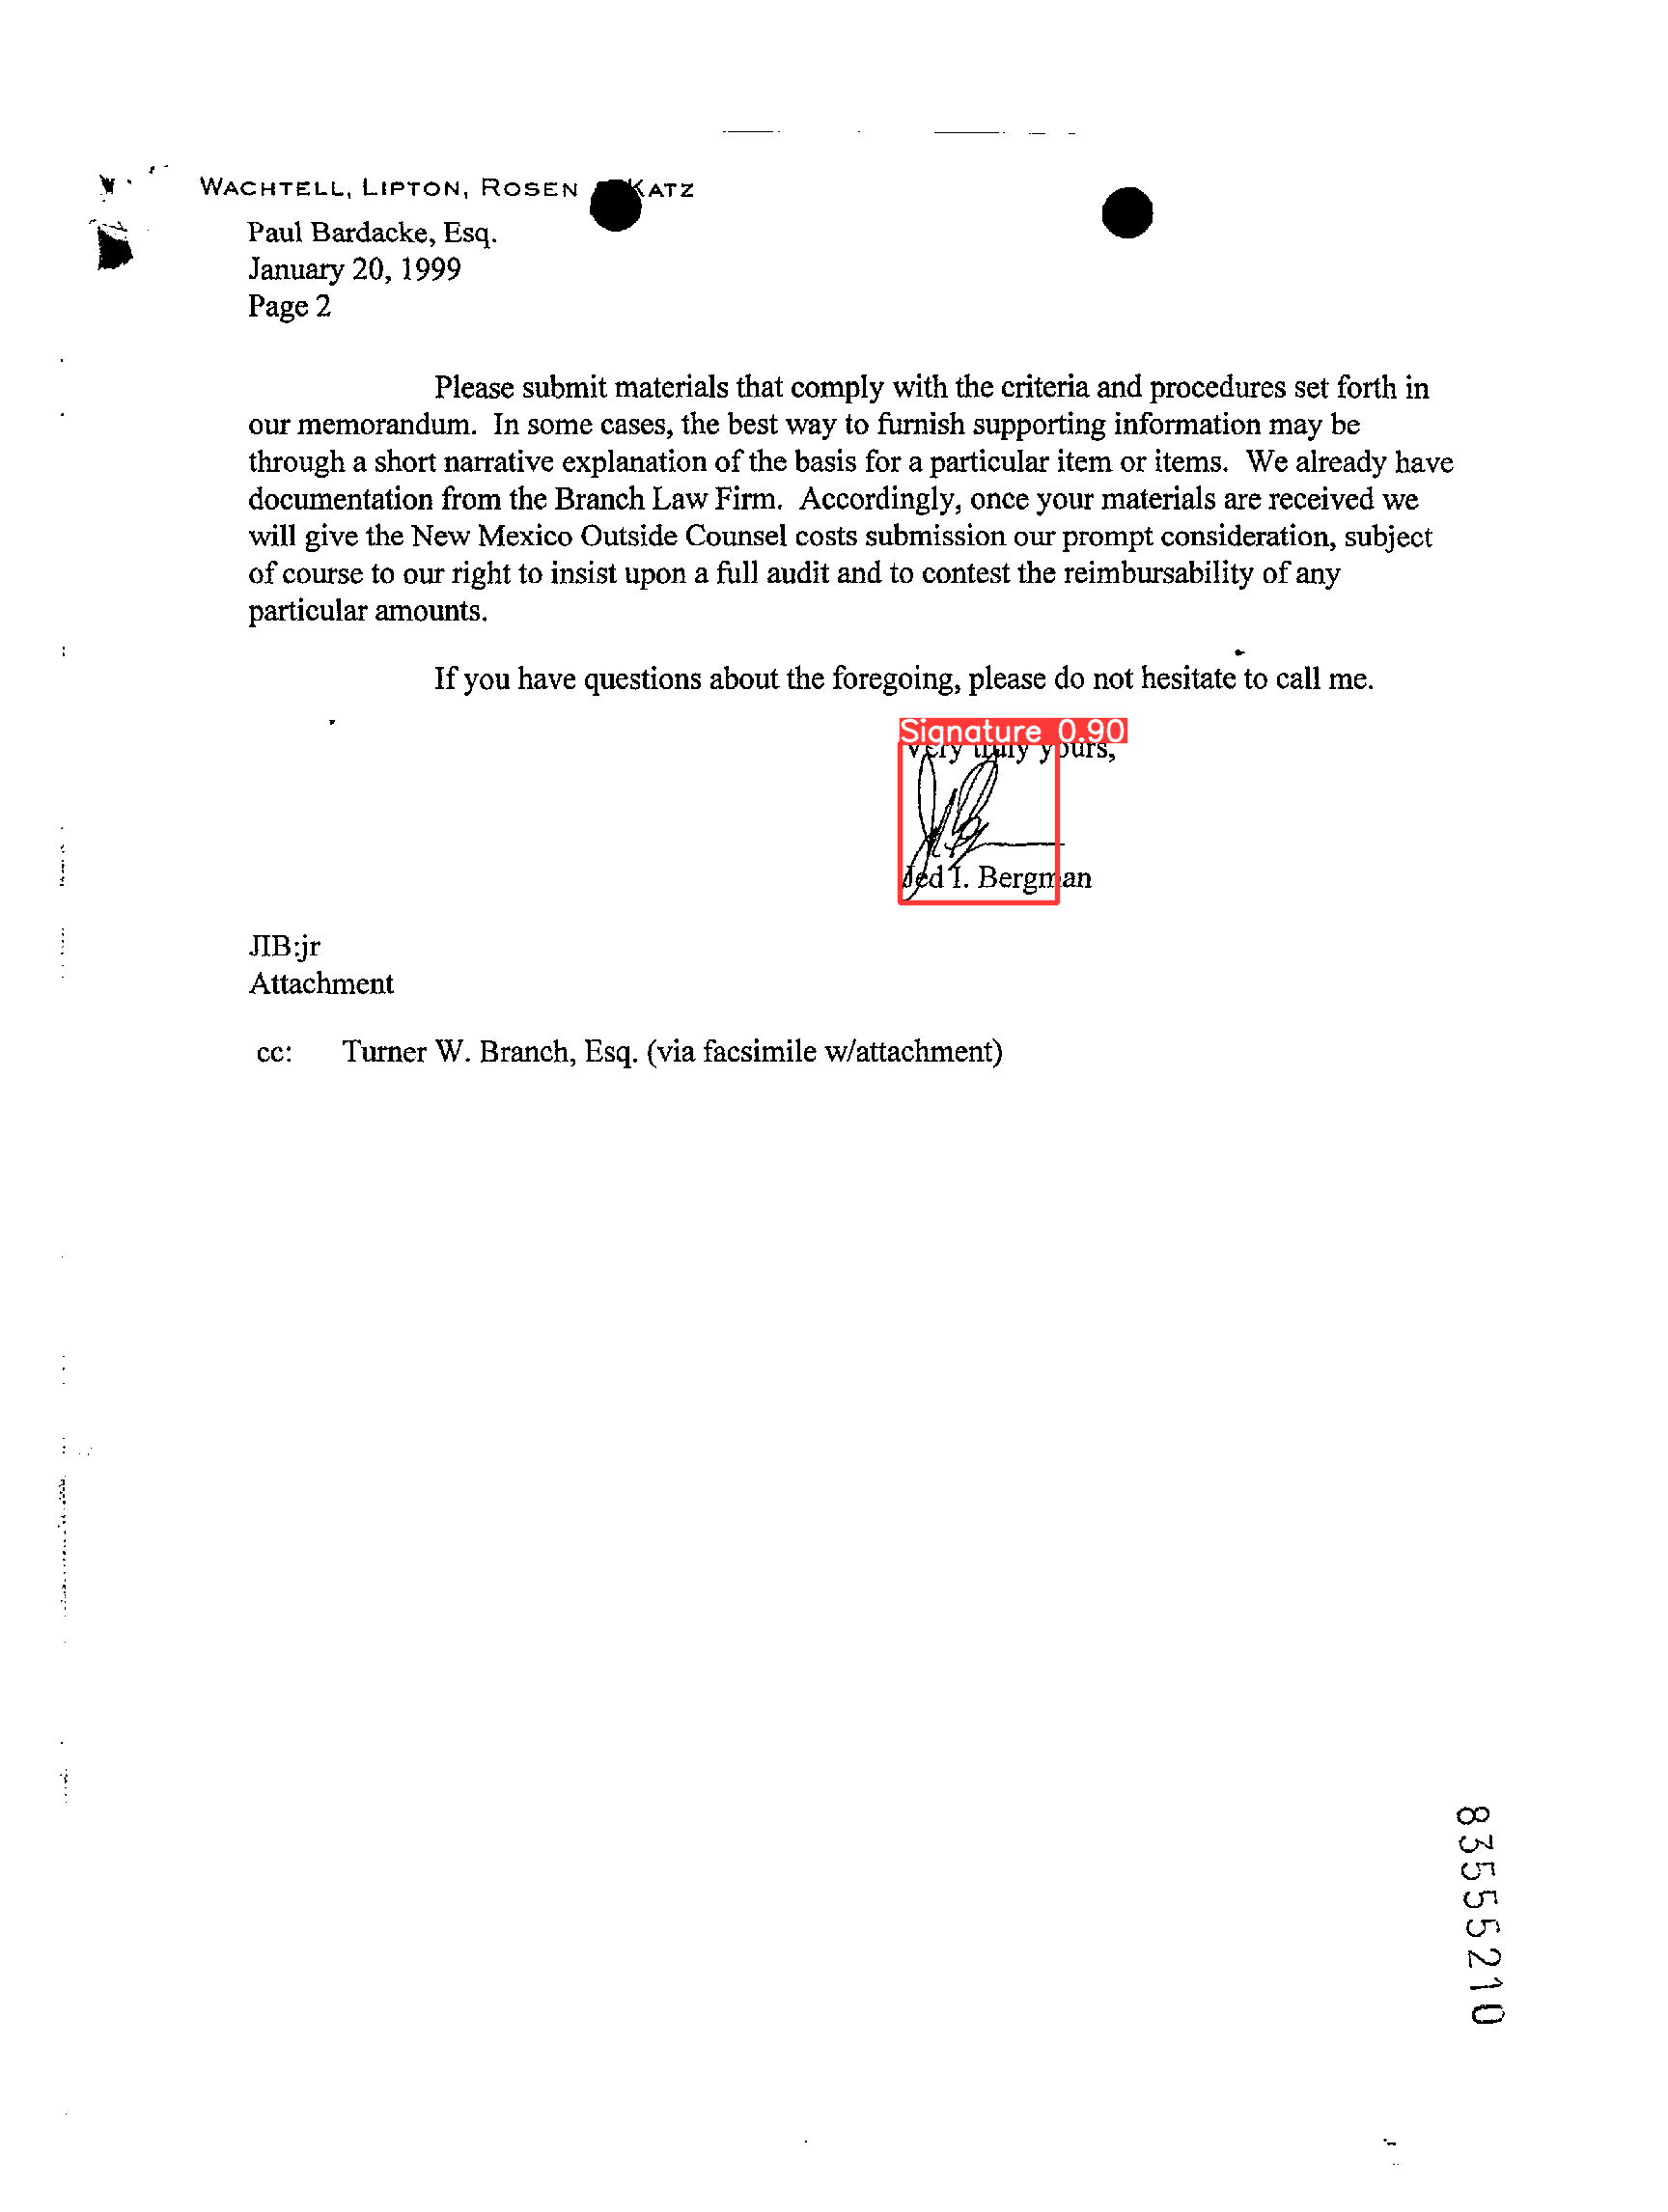 WACHTELL, LIPTON, ROSEN KATZ
Paul Bardacke, Esq.
January 20, 1999
Page 2
Please submit materials that comply with the criteria and procedures set forth in
our memorandum. In some cases, the best way to furnish supporting information may be
through a short narrative explanation of the basis for a particular item or items. We already have
documentation from the Branch Law Firm. Accordingly, once your materials are received we
will give the New Mexico Outside Counsel costs submission our prompt consideration, subject
of course to our right to insist upon a full audit and to contest the reimbursability of any
particular amounts.
If you have questions about the foregoing, please do not hesitate to call me.
Signature 0.90
Very truly yours,
Jed I. Bergman
JIB:jr
Attachment
cc: Turner W. Branch, Esq. (via facsimile w/attachment)
83555210